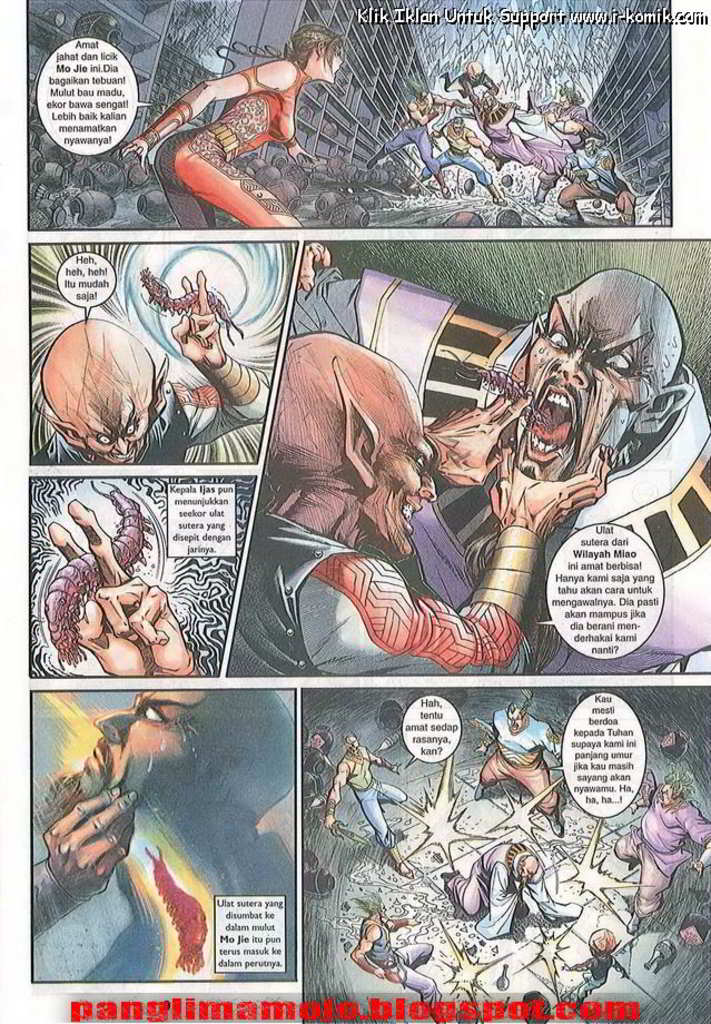 Klik Iklan Untuk Support www.i-komik.com
Amat
jahat dan licik
Mo Jie ini.Dia
bagaikan tebuan!
Mulut bau madu,
ekor bawa sengat!
Lebih baik kalian
menamatkan
nyawanya!
Heh,
heh, heh!
Itu mudah
saja!
Kepala Ijas pun
menunjukkan
seekor ulat
sutera yang
disepit dengan
jarinya.
Ulat
sutera dari
Wilayah Miao
ini amat berbisa!
Hanya kami saja yang
tahu akan cara untuk
mengawalnya. Dia pasti
akan mampus jika
dia berani men-
derhakai kami
nanti?
Ulat sutera yang
disumbat ke
dalam mulut
Mo Jie itu pun
terus masuk ke
dalam perutnya.
Hah,
tentu
amat sedap
rasanya,
kan?
Kau
mesti
berdoa
kepada Tuhan
supaya kami ini
panjang umur
jika kau masih
sayang akan
nyawamu! Ha,
ha, ha...!
panglimamojo.blogspot.com